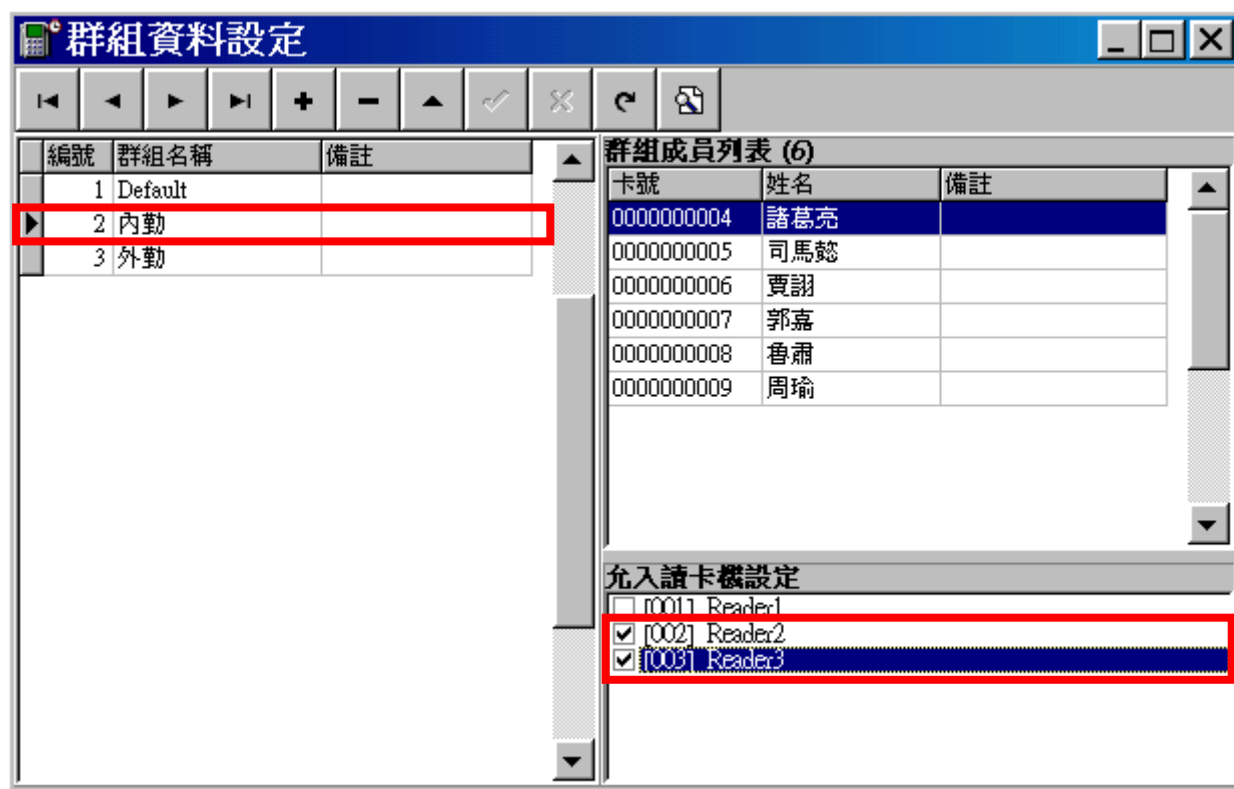 群組資料設定
編號 群組名稱 備註
1 Default
2 內勤
3 外勤
群組成員列表 (6)
卡號 姓名 備註
0000000004 諸葛亮
0000000005 司馬懿
0000000006 賈詡
0000000007 郭嘉
0000000008 魯肅
0000000009 周瑜
允入讀卡機設定
[001] Reader1
[002] Reader2
[003] Reader3